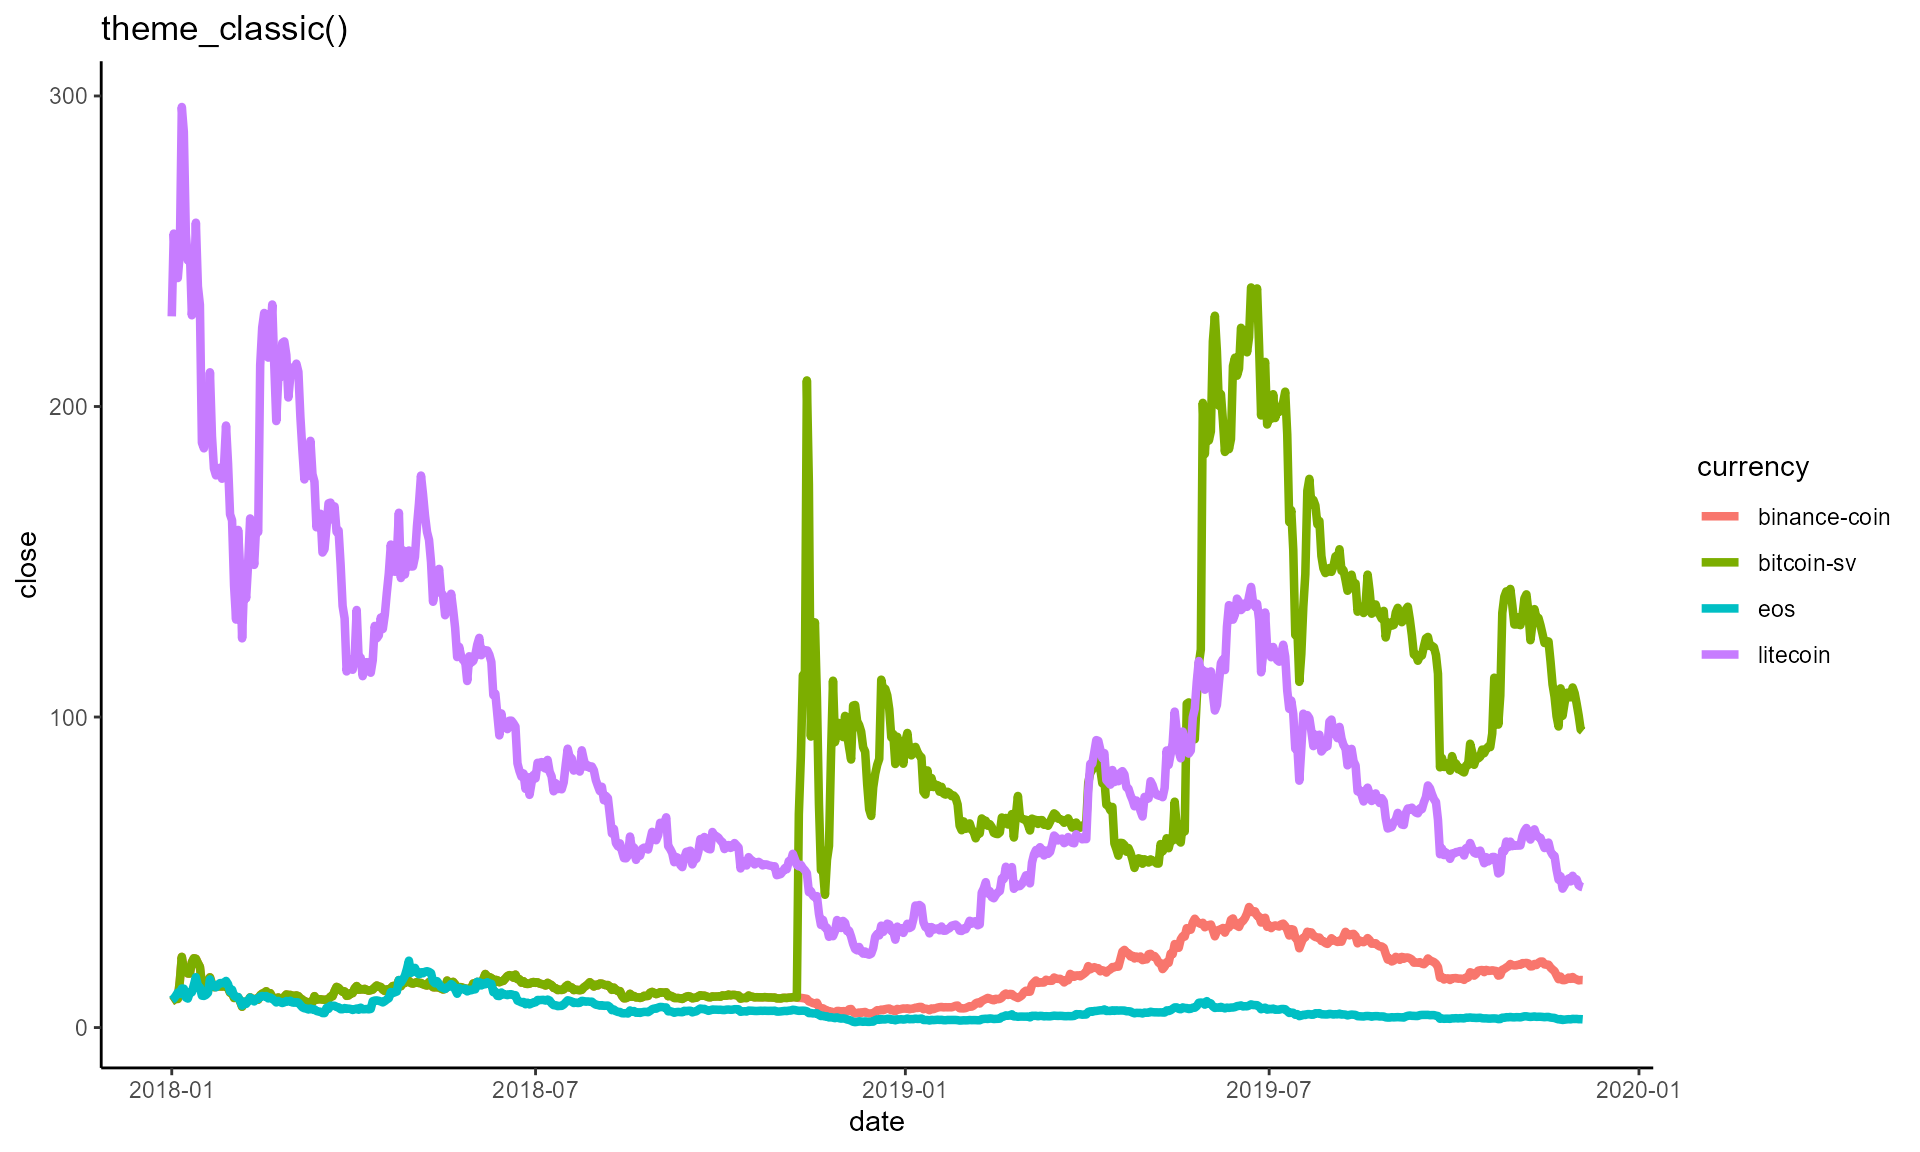 theme_classic()
300
200
100
0
close
2018-01
2018-07
2019-01
2019-07
2020-01
date
currency
binance-coin
bitcoin-sv
eos
litecoin